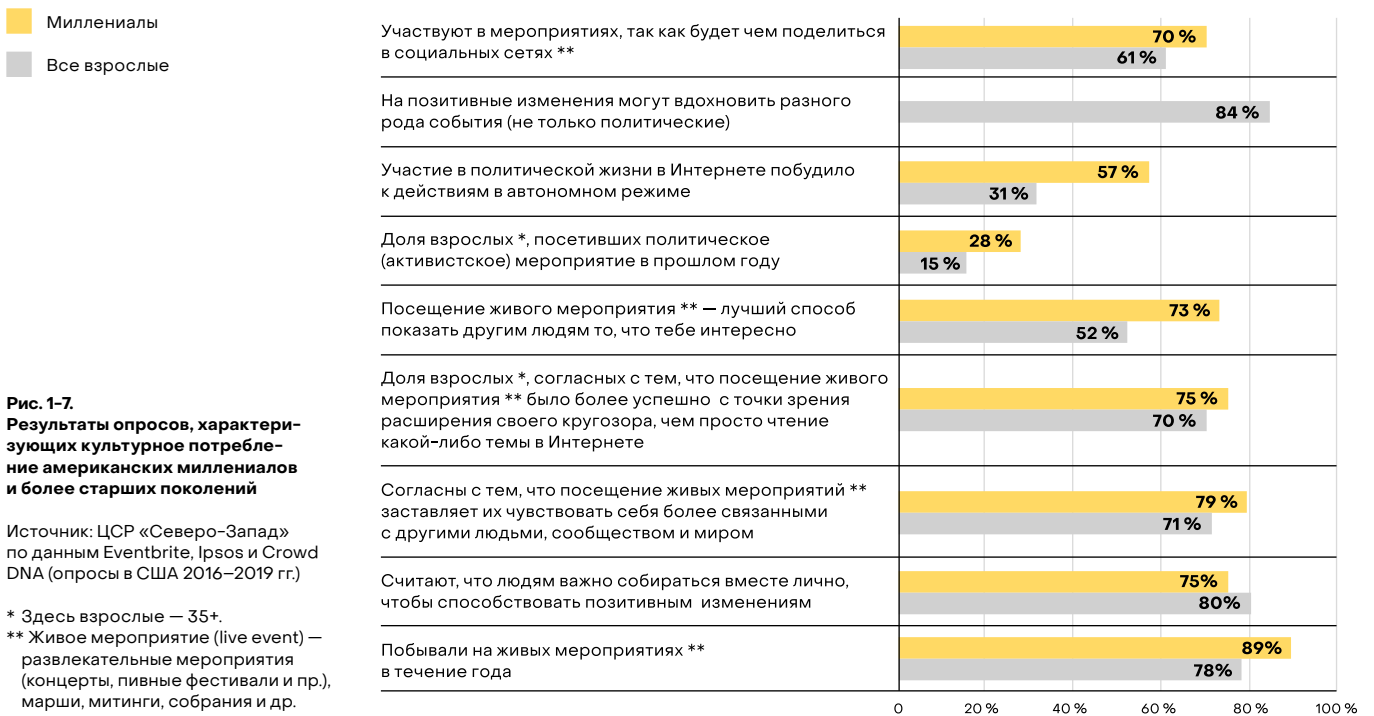 Миллениалы
Все взрослые
Участвуют в мероприятиях, так как будет чем поделиться
в социальных сетях **
70 %
61 %
На позитивные изменения могут вдохновить разного
рода события (не только политические)
84 %
Участие в политической жизни в Интернете побудило
к действиям в автономном режиме
57 %
31 %
Доля взрослых *, посетивших политическое
(активистское) мероприятие в прошлом году
28 %
15 %
Посещение живого мероприятия ** — лучший способ
показать другим людям то, что тебе интересно
73 %
52 %
Доля взрослых *, согласных с тем, что посещение живого
мероприятия ** было более успешно с точки зрения
расширения своего кругозора, чем просто чтение
какой-либо темы в Интернете
75 %
70 %
Согласны с тем, что посещение живых мероприятий **
заставляет их чувствовать себя более связанными
с другими людьми, сообществом и миром
79 %
71 %
Считают, что людям важно собираться вместе лично,
чтобы способствовать позитивным изменениям
75%
80%
Побывали на живых мероприятиях **
в течение года
89%
78%
0 20 % 40 % 60 % 80 % 100 %
Рис. 1-7.
Результаты опросов, характери-
зующих культурное потребле-
ние американских миллениалов
и более старших поколений
Источник: ЦСР «Северо-Запад»
по данным Eventbrite, Ipsos и Crowd
DNA (опросы в США 2016–2019 гг.)
* Здесь взрослые — 35+.
** Живое мероприятие (live event) —
развлекательные мероприятия
(концерты, пивные фестивали и пр.),
марши, митинги, собрания и др.